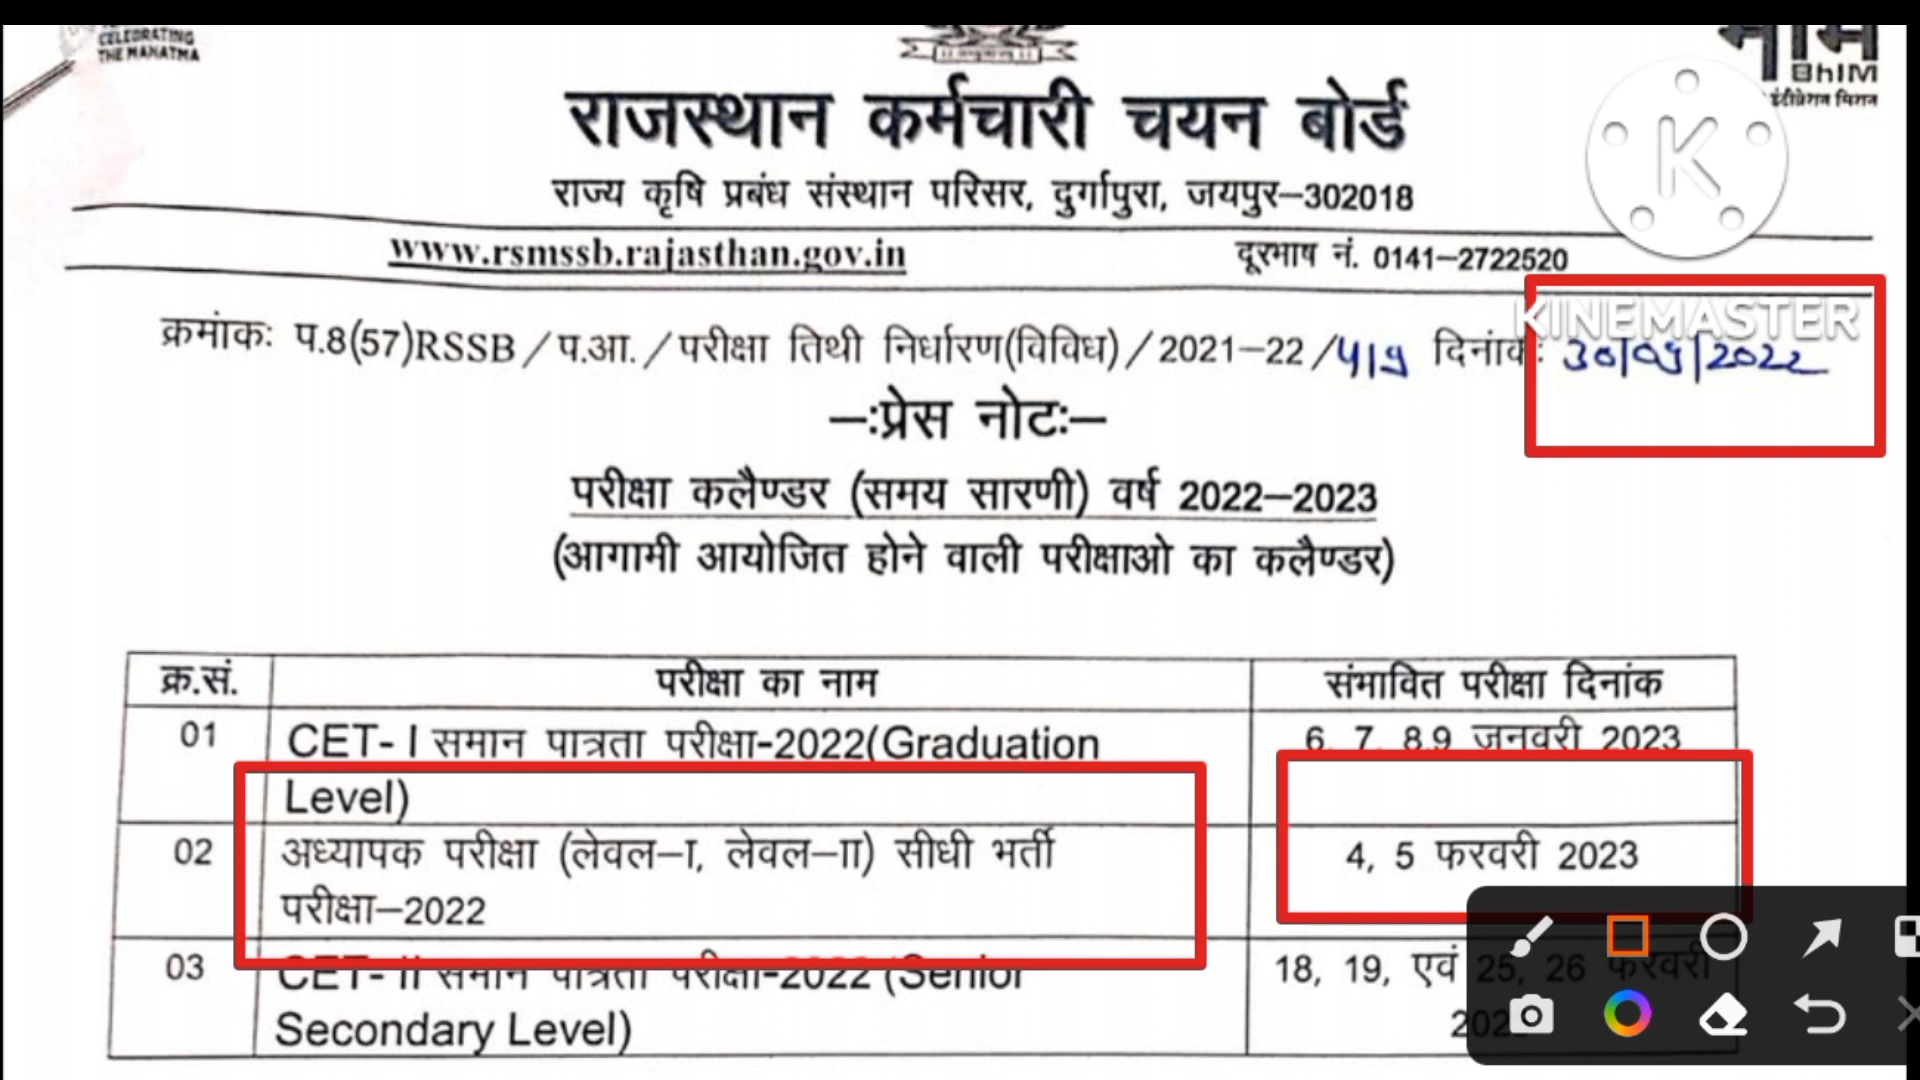 CELEBRATING
THE MAHATMA
BHIM
राजस्थान कर्मचारी चयन बोर्ड
राज्य कृषि प्रबंध संस्थान परिसर, दुर्गापुरा, जयपुर–302018
www.rsmssb.rajasthan.gov.in दूरभाष नं. 0141–2722520
KINEMASTER
क्रमांकः प.8(57)RSSB/प.आ./परीक्षा तिथी निर्धारण(विविध)/2021–22/ दिनांकः 30/09/2022
–:प्रेस नोटः–
परीक्षा कलैण्डर (समय सारणी) वर्ष 2022–2023
(आगामी आयोजित होने वाली परीक्षाओ का कलैण्डर)
क्र.सं. परीक्षा का नाम संभावित परीक्षा दिनांक
01 CET- I समान पात्रता परीक्षा-2022(Graduation 6, 7, 8,9 जनवरी 2023
Level)
02 अध्यापक परीक्षा (लेवल–I, लेवल–II) सीधी भर्ती 4, 5 फरवरी 2023
परीक्षा–2022
03 CET- II समान पात्रता परीक्षा-2022 (Senior 18, 19, एवं 25, 26 फरवरी
Secondary Level)